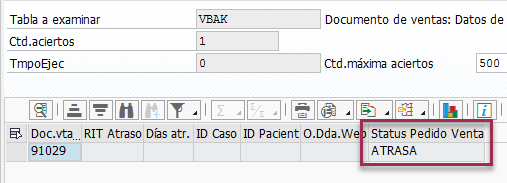 Tabla a examinar VBAK Documento de ventas: Datos de
Ctd.aciertos 1
TmpoEjec 0 Ctd.máxima aciertos 500
Doc.vta RIT Atraso Días atr. ID Caso ID Pacient O.Dda.Web Status Pedido Venta
91029 ATRASA